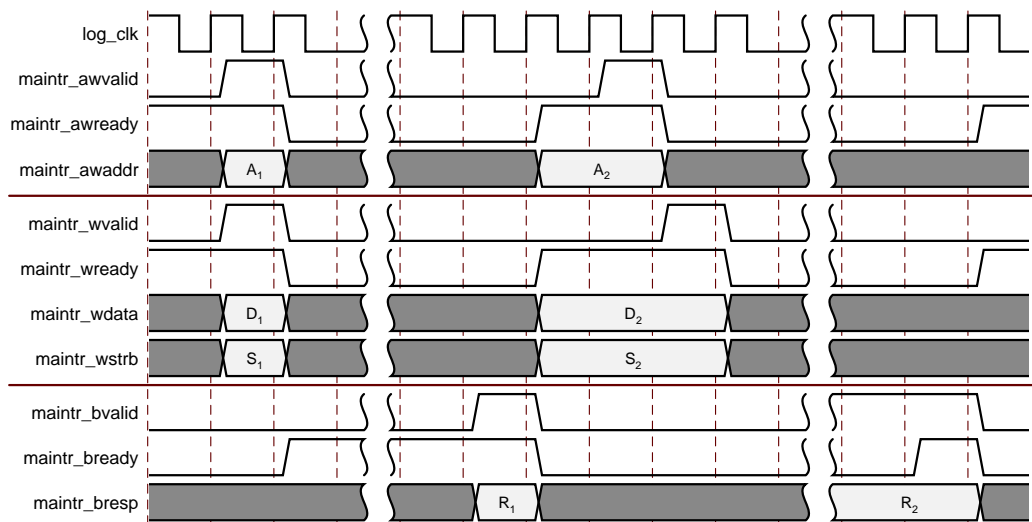 log_clk
maintr_awvalid
maintr_awready
maintr_awaddr A₁ A₂
maintr_wvalid
maintr_wready
maintr_wdata D₁ D₂
maintr_wstrb S₁ S₂
maintr_bvalid
maintr_bready
maintr_bresp R₁ R₂